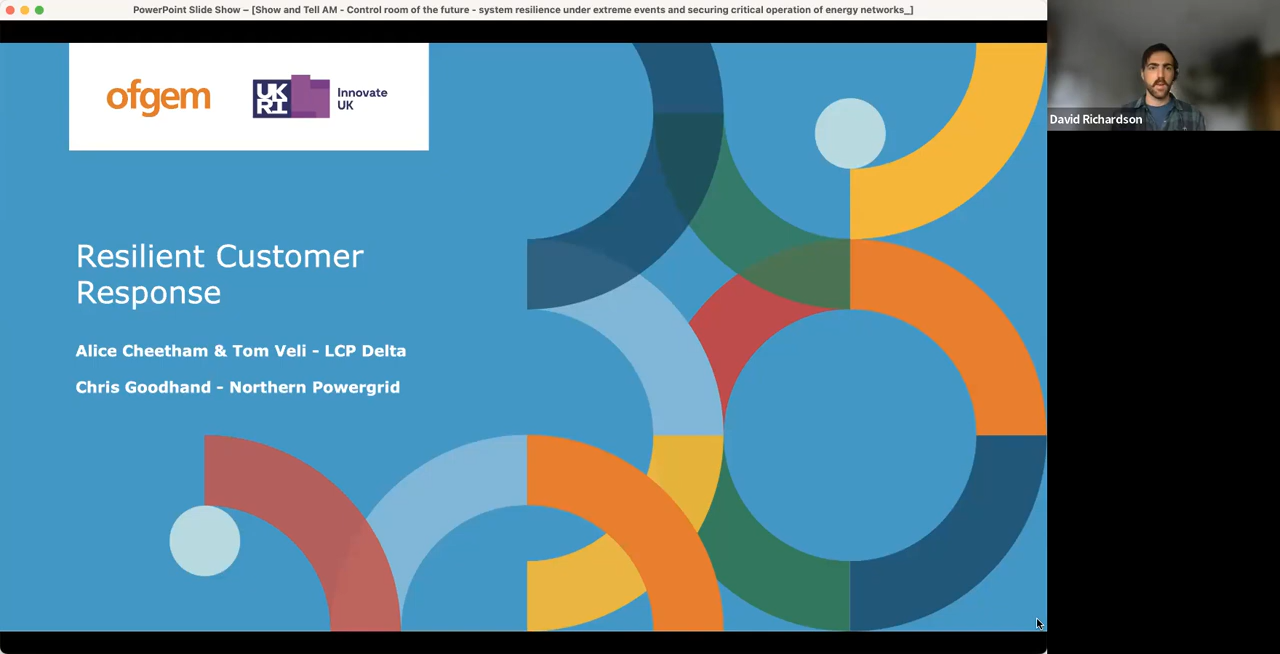 PowerPoint Slide Show – [Show and Tell AM - Control room of the future - system resilience under extreme events and securing critical operation of energy networks_]
ofgem
UK
RI
Innovate
UK
David Richardson
Resilient Customer
Response
Alice Cheetham & Tom Veli - LCP Delta
Chris Goodhand - Northern Powergrid